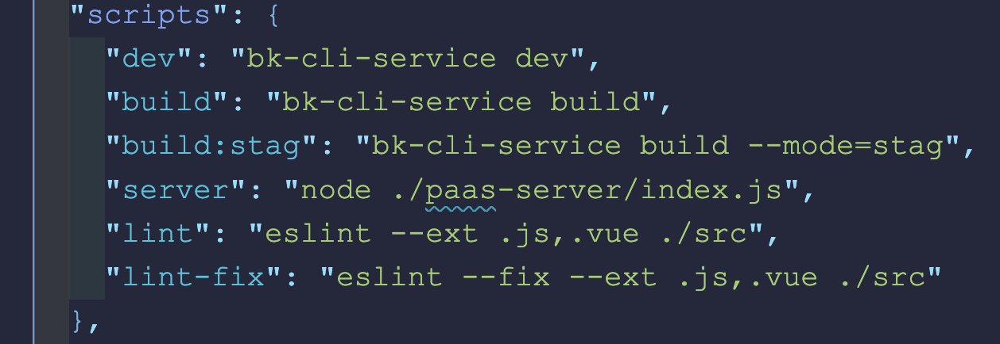 "scripts": {
"dev": "bk-cli-service dev",
"build": "bk-cli-service build",
"build:stag": "bk-cli-service build --mode=stag",
"server": "node ./paas-server/index.js",
"lint": "eslint --ext .js,.vue ./src",
"lint-fix": "eslint --fix --ext .js,.vue ./src"
},